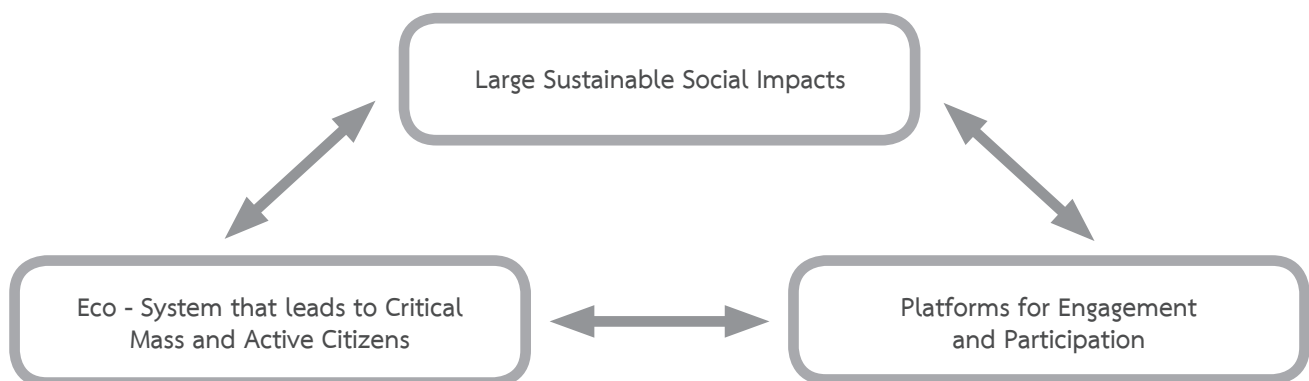 Large Sustainable Social Impacts
Eco - System that leads to Critical
Mass and Active Citizens
Platforms for Engagement
and Participation